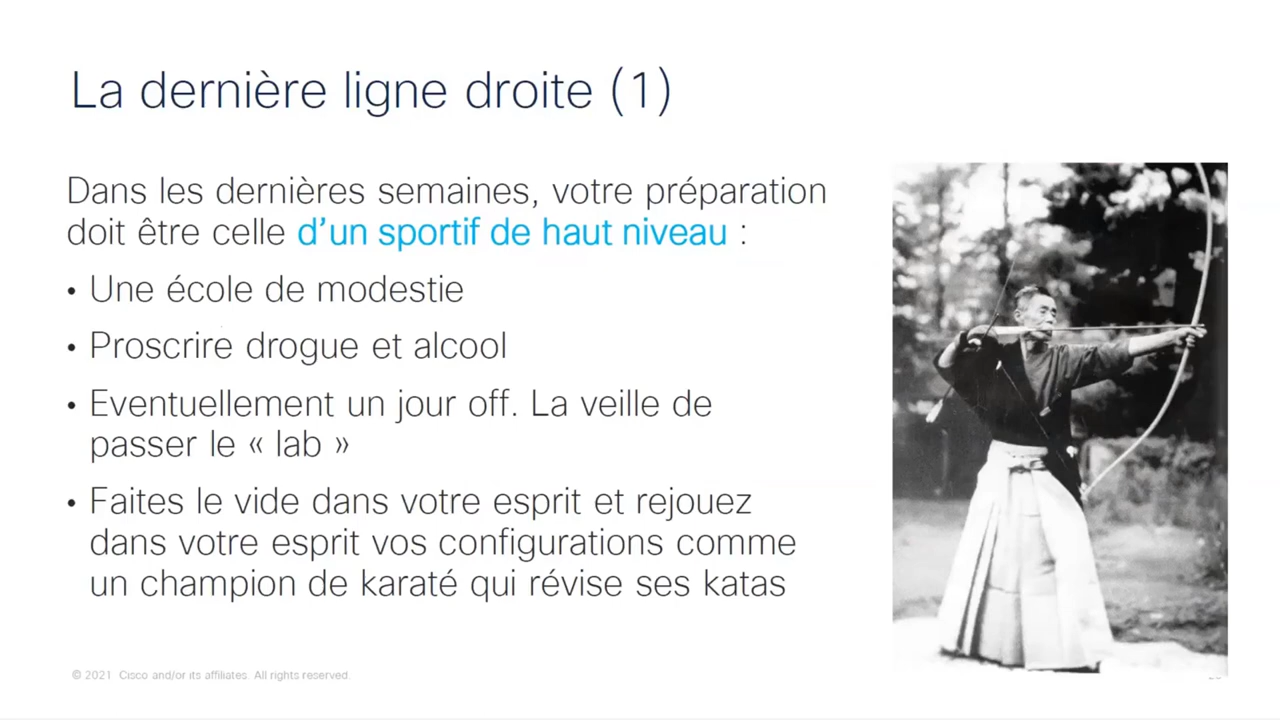 La dernière ligne droite (1)
Dans les dernières semaines, votre préparation
doit être celle d’un sportif de haut niveau :
• Une école de modestie
• Proscrire drogue et alcool
• Eventuellement un jour off. La veille de
passer le « lab »
• Faites le vide dans votre esprit et rejouez
dans votre esprit vos configurations comme
un champion de karaté qui révise ses katas
© 2021 Cisco and/or its affiliates. All rights reserved.